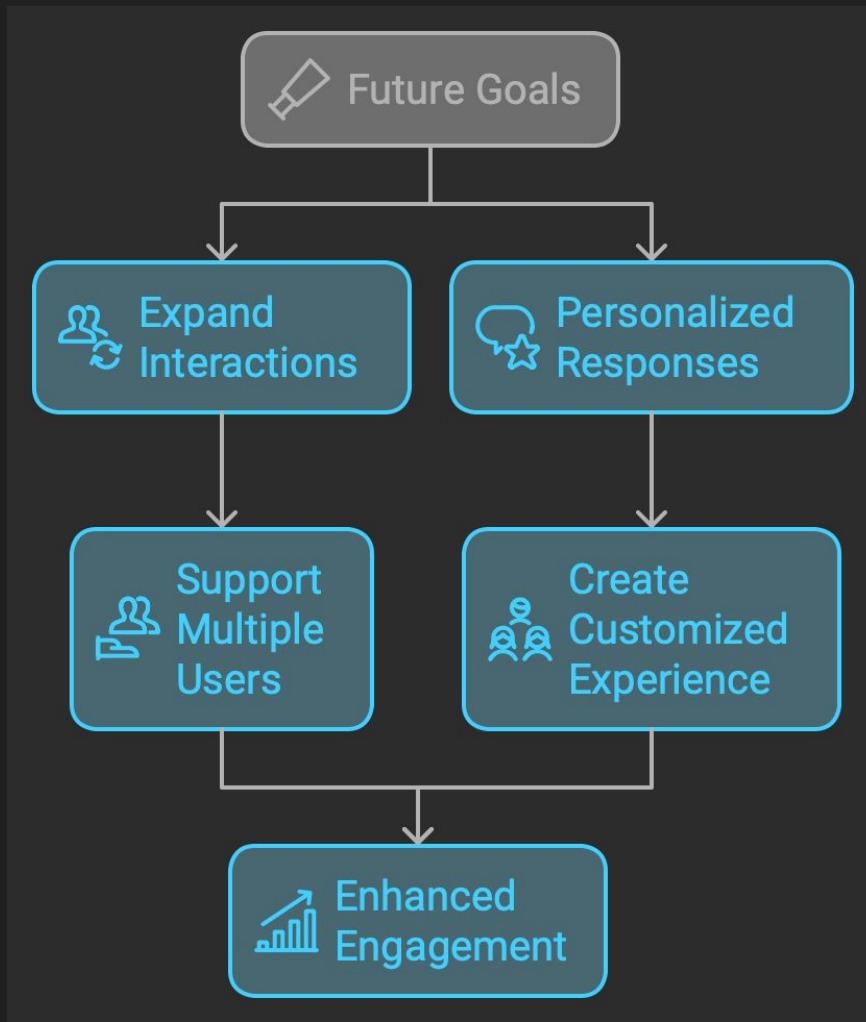 Future Goals
Expand
Interactions
Personalized
Responses
Support
Multiple
Users
Create
Customized
Experience
Enhanced
Engagement